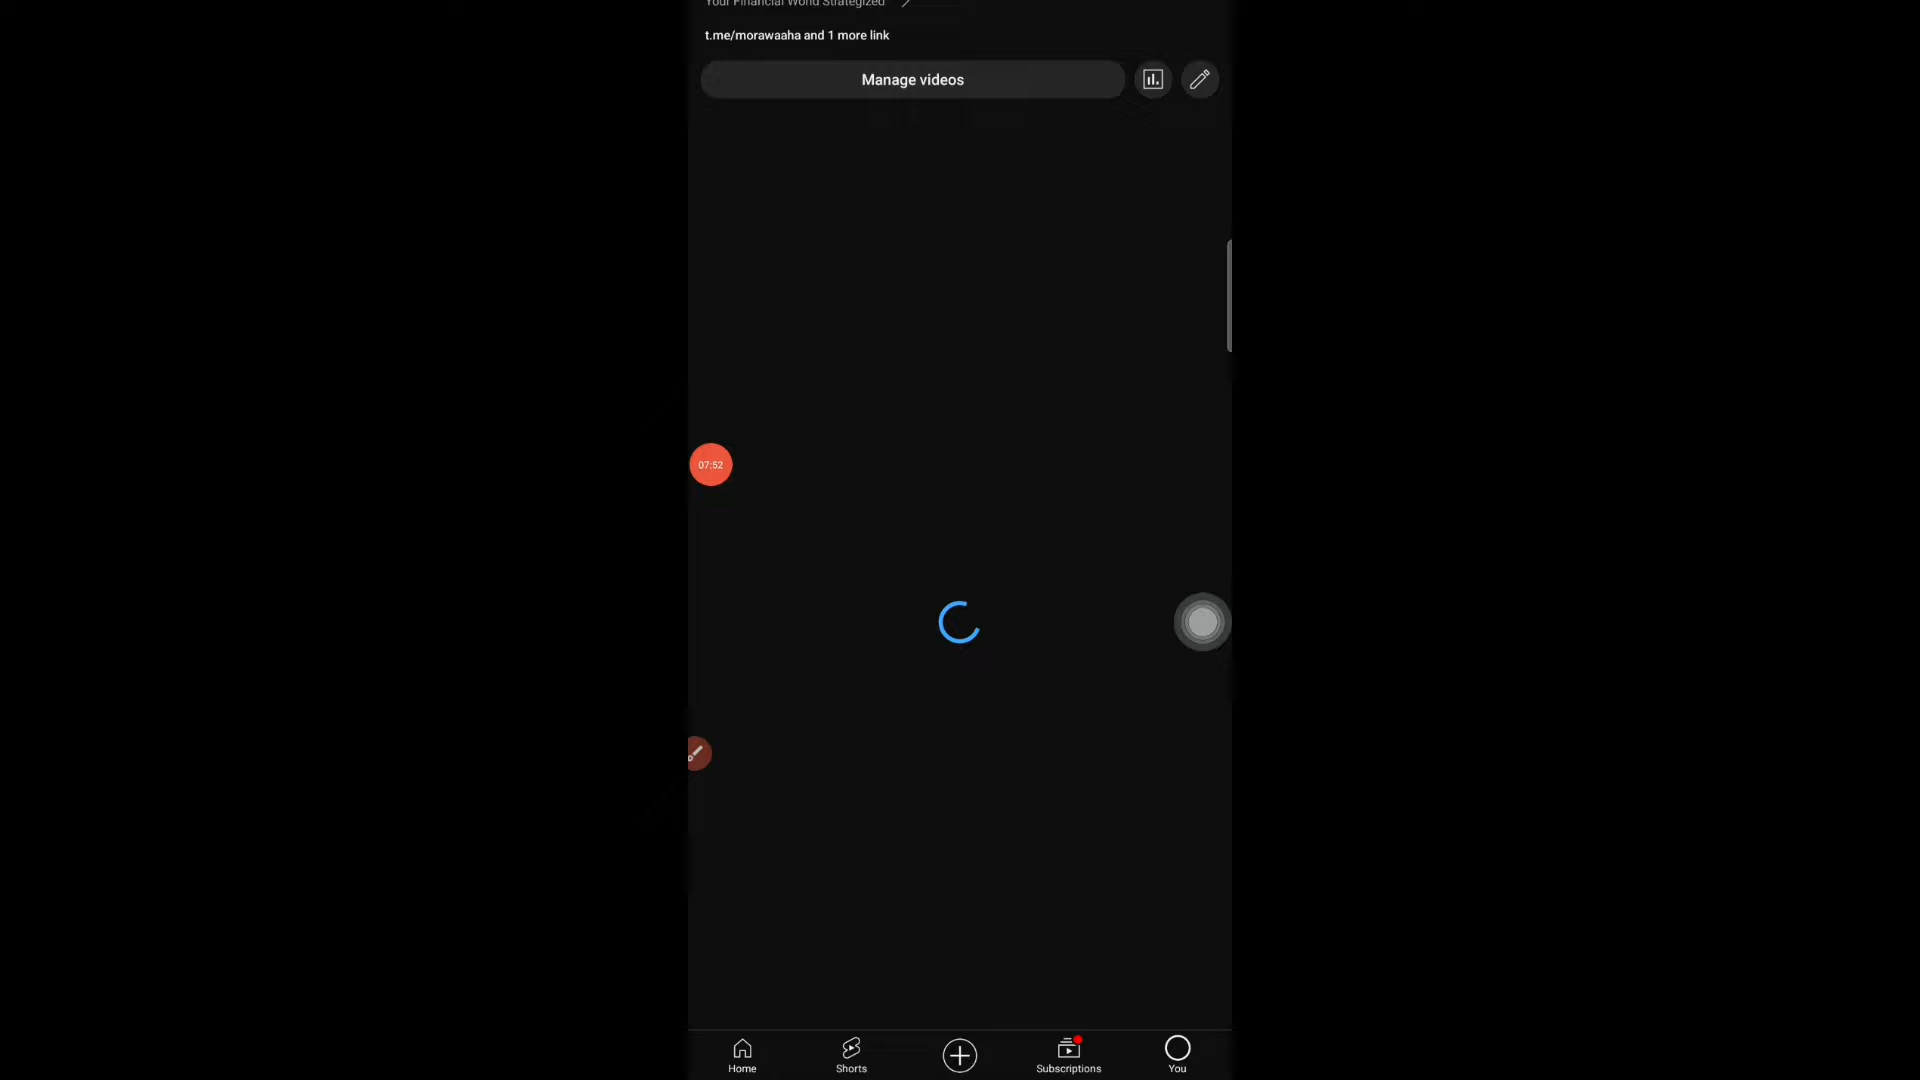 Your Financial World Strategized
t.me/morawaaha and 1 more link
Manage videos
07:52
Home
Shorts
Subscriptions
You